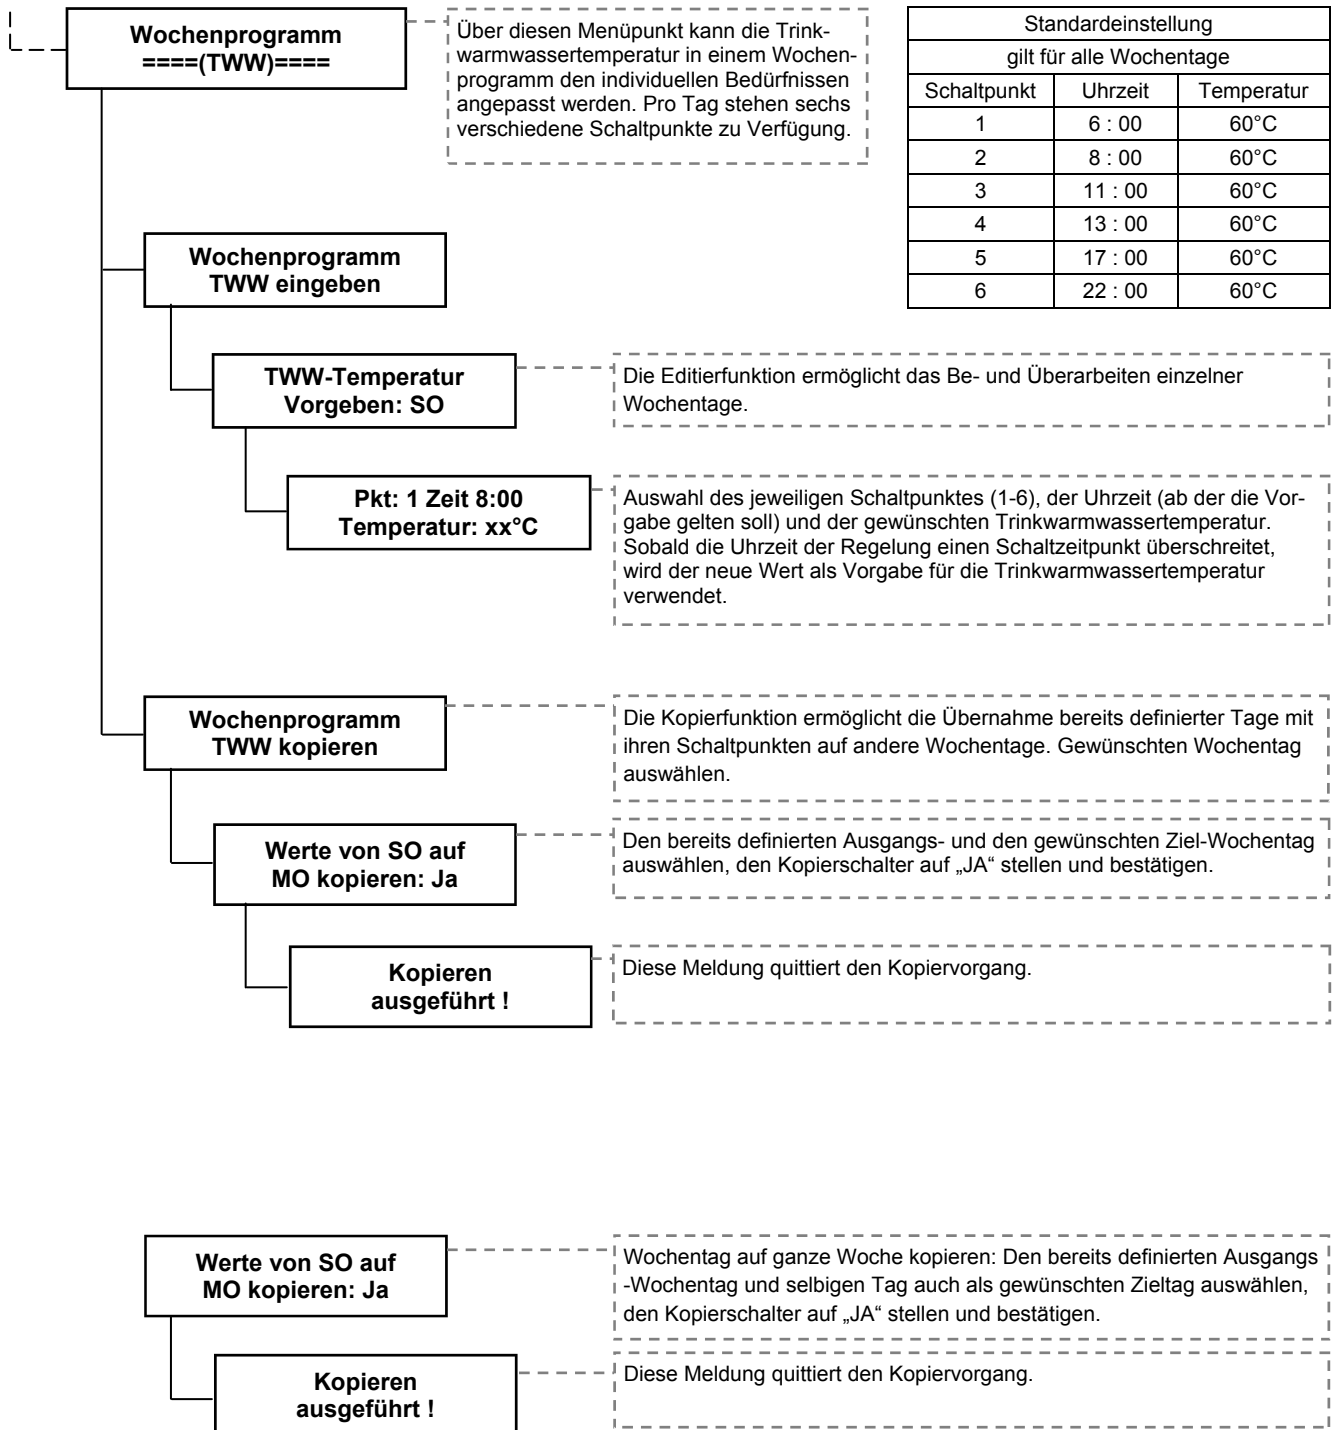 Wochenprogramm
====(TWW)====
Über diesen Menüpunkt kann die Trink-
warmwassertemperatur in einem Wochen-
programm den individuellen Bedürfnissen
angepasst werden. Pro Tag stehen sechs
verschiedene Schaltpunkte zu Verfügung.
Standardeinstellung
gilt für alle Wochentage
Schaltpunkt Uhrzeit Temperatur
1 6 : 00 60°C
2 8 : 00 60°C
3 11 : 00 60°C
4 13 : 00 60°C
5 17 : 00 60°C
6 22 : 00 60°C
Wochenprogramm
TWW eingeben
TWW-Temperatur
Vorgeben: SO
Die Editierfunktion ermöglicht das Be- und Überarbeiten einzelner
Wochentage.
Pkt: 1 Zeit 8:00
Temperatur: xx°C
Auswahl des jeweiligen Schaltpunktes (1-6), der Uhrzeit (ab der die Vor-
gabe gelten soll) und der gewünschten Trinkwarmwassertemperatur.
Sobald die Uhrzeit der Regelung einen Schaltzeitpunkt überschreitet,
wird der neue Wert als Vorgabe für die Trinkwarmwassertemperatur
verwendet.
Wochenprogramm
TWW kopieren
Die Kopierfunktion ermöglicht die Übernahme bereits definierter Tage mit
ihren Schaltpunkten auf andere Wochentage. Gewünschten Wochentag
auswählen.
Werte von SO auf
MO kopieren: Ja
Den bereits definierten Ausgangs- und den gewünschten Ziel-Wochentag
auswählen, den Kopierschalter auf „JA“ stellen und bestätigen.
Kopieren
ausgeführt !
Diese Meldung quittiert den Kopiervorgang.
Werte von SO auf
MO kopieren: Ja
Wochentag auf ganze Woche kopieren: Den bereits definierten Ausgangs
-Wochentag und selbigen Tag auch als gewünschten Zieltag auswählen,
den Kopierschalter auf „JA“ stellen und bestätigen.
Kopieren
ausgeführt !
Diese Meldung quittiert den Kopiervorgang.